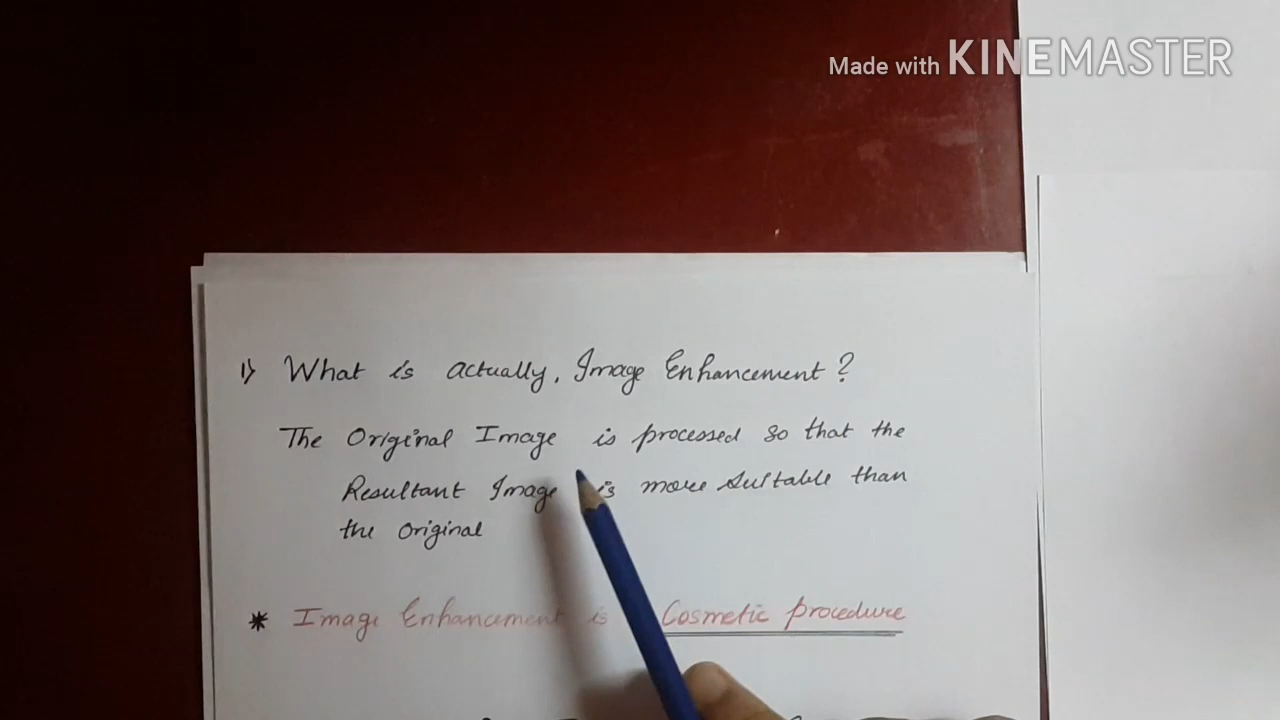 Made with KINEMASTER
1) What is actually, Image Enhancement?
The Original Image is processed so that the
Resultant Image is more suitable than
the original
* Image Enhancement is Cosmetic procedure